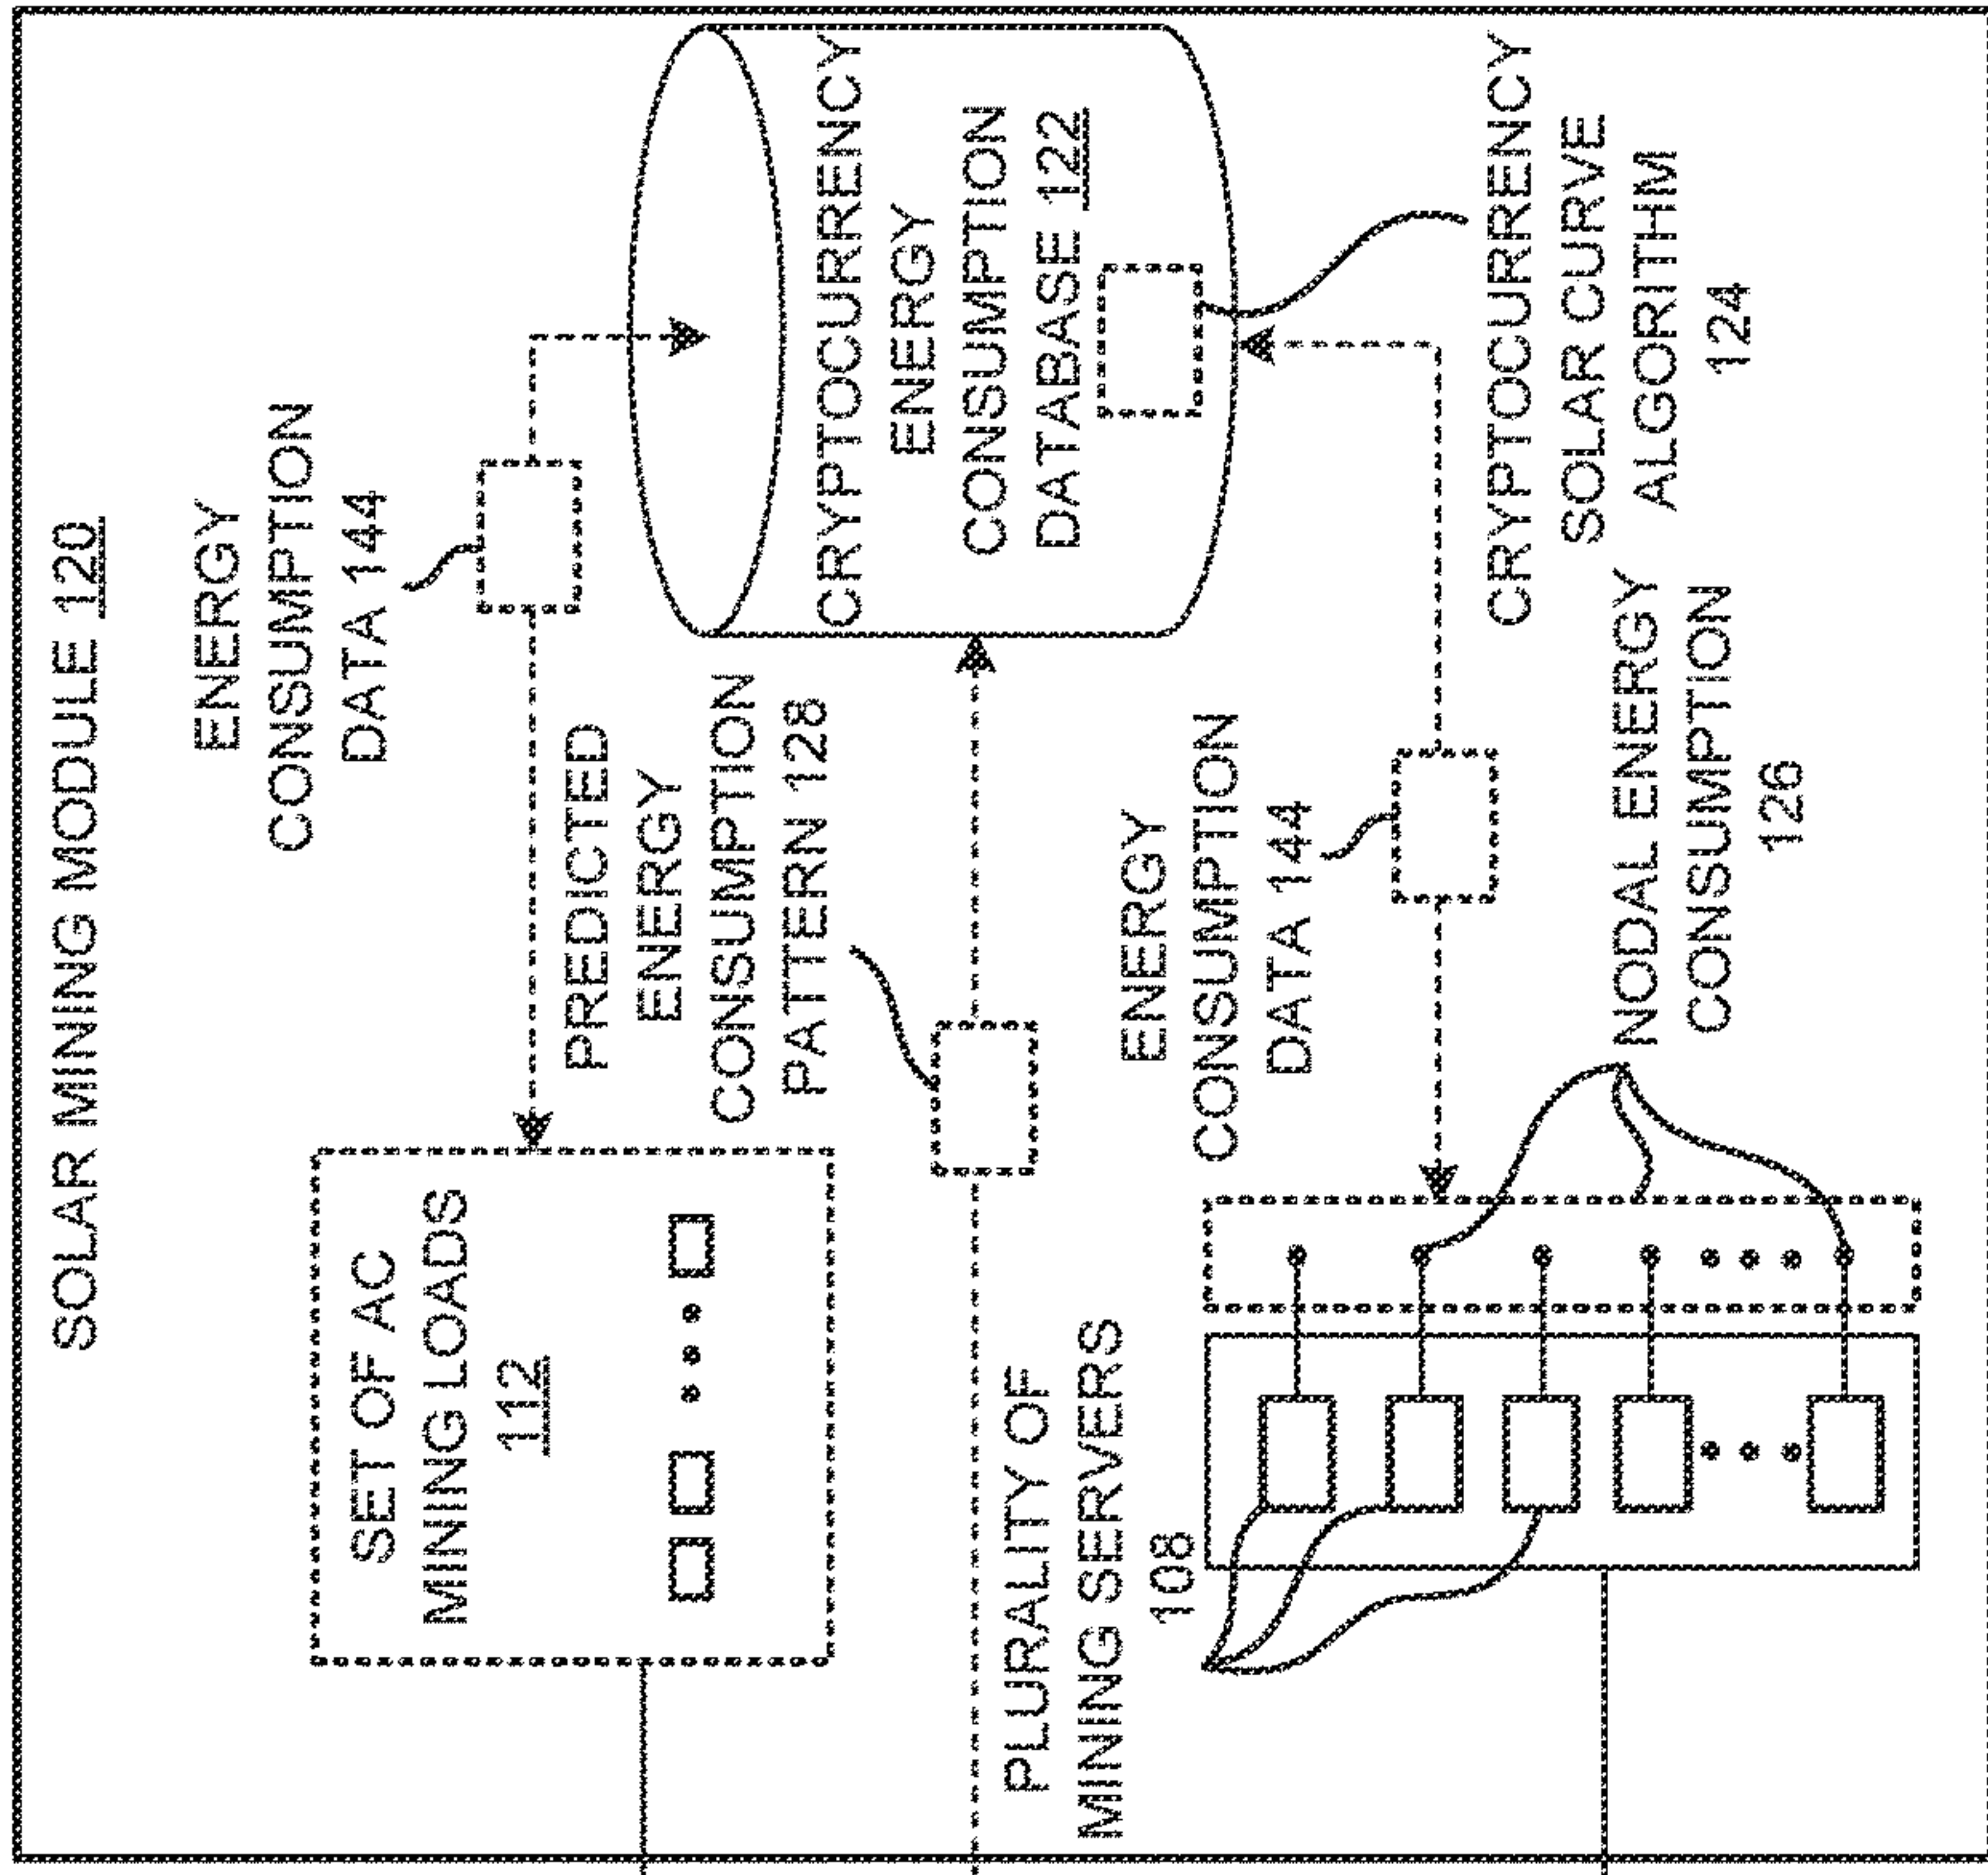 SOLAR MINING MODULE 120
ENERGY
CONSUMPTION
DATA 144
SET OF AC
MINING LOADS
112
PREDICTED
ENERGY
CONSUMPTION
PATTERN 128
CRYPTOCURRENCY
ENERGY
CONSUMPTION
DATABASE 122
PLURALITY OF
MINING SERVERS
108
ENERGY
CONSUMPTION
DATA 144
CRYPTOCURRENCY
SOLAR CURVE
ALGORITHM
124
NODAL ENERGY
CONSUMPTION
126